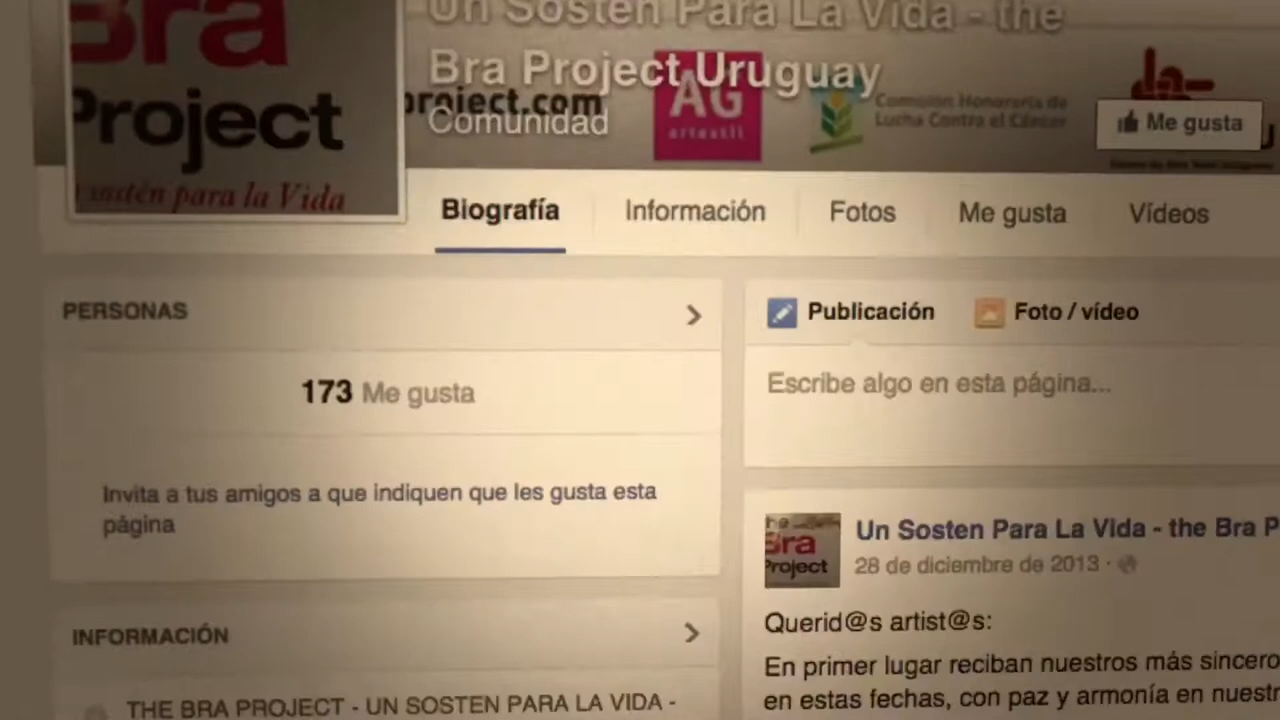 Bra
Project
sostén para la Vida
Un Sosten Para La Vida - the
Bra Project Uruguay
project.com
Comunidad
AG
artextil
Comisión Honoraria de
Lucha Contra el Cáncer
Me gusta
Biografía
Información
Fotos
Me gusta
Vídeos
PERSONAS
173 Me gusta
Invita a tus amigos a que indiquen que les gusta esta
página
INFORMACIÓN
THE BRA PROJECT - UN SOSTEN PARA LA VIDA -
Publicación
Foto / vídeo
Escribe algo en esta página...
Bra
Project
Un Sosten Para La Vida - the Bra P
28 de diciembre de 2013
Querid@s artist@s:
En primer lugar reciban nuestros más sincero
en estas fechas, con paz y armonía en nuestr